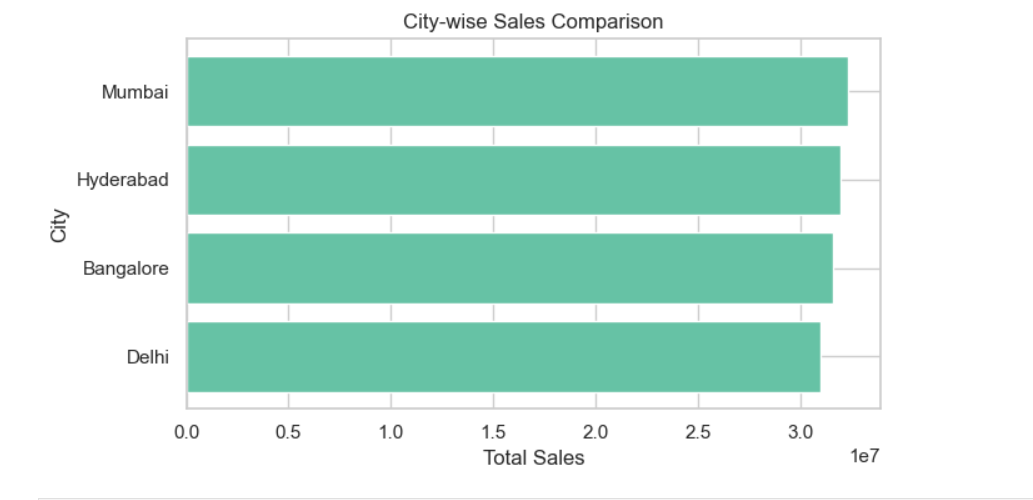 City-wise Sales Comparison
Mumbai
Hyderabad
Bangalore
Delhi
City
0.0 0.5 1.0 1.5 2.0 2.5 3.0
1e7
Total Sales